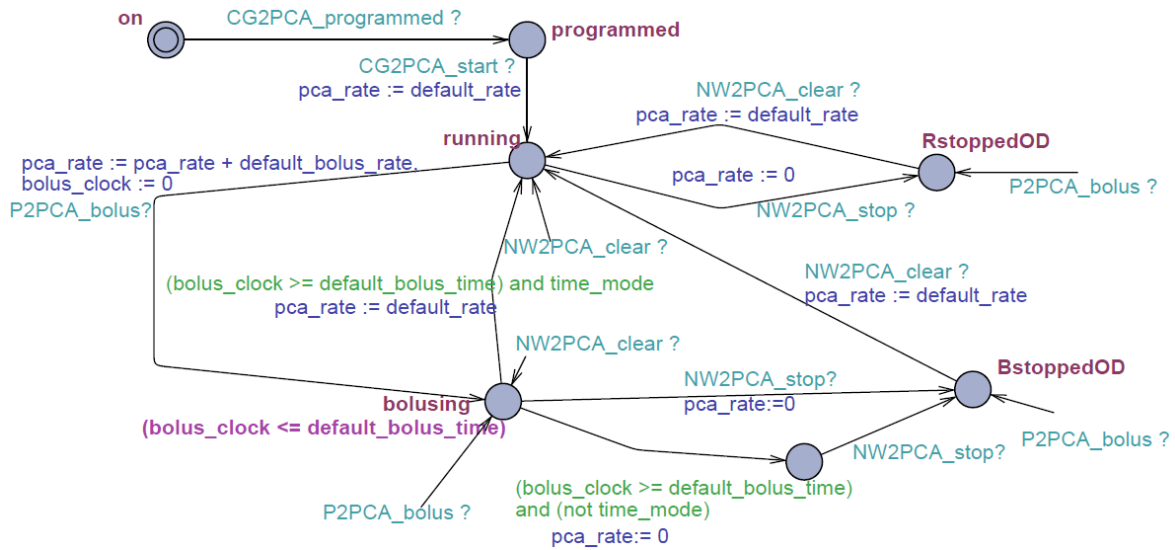 on
CG2PCA_programmed ?
programmed
CG2PCA_start ?
pca_rate := default_rate
NW2PCA_clear ?
pca_rate := default_rate
running
RstoppedOD
pca_rate := pca_rate + default_bolus_rate,
bolus_clock := 0
P2PCA_bolus?
pca_rate := 0
NW2PCA_stop ?
P2PCA_bolus ?
NW2PCA_clear ?
(bolus_clock >= default_bolus_time) and time_mode
pca_rate := default_rate
NW2PCA_clear ?
pca_rate := default_rate
NW2PCA_clear ?
BstoppedOD
NW2PCA_stop?
pca_rate:=0
bolusing
(bolus_clock <= default_bolus_time)
P2PCA_bolus ?
NW2PCA_stop?
P2PCA_bolus ?
(bolus_clock >= default_bolus_time)
and (not time_mode)
pca_rate:= 0